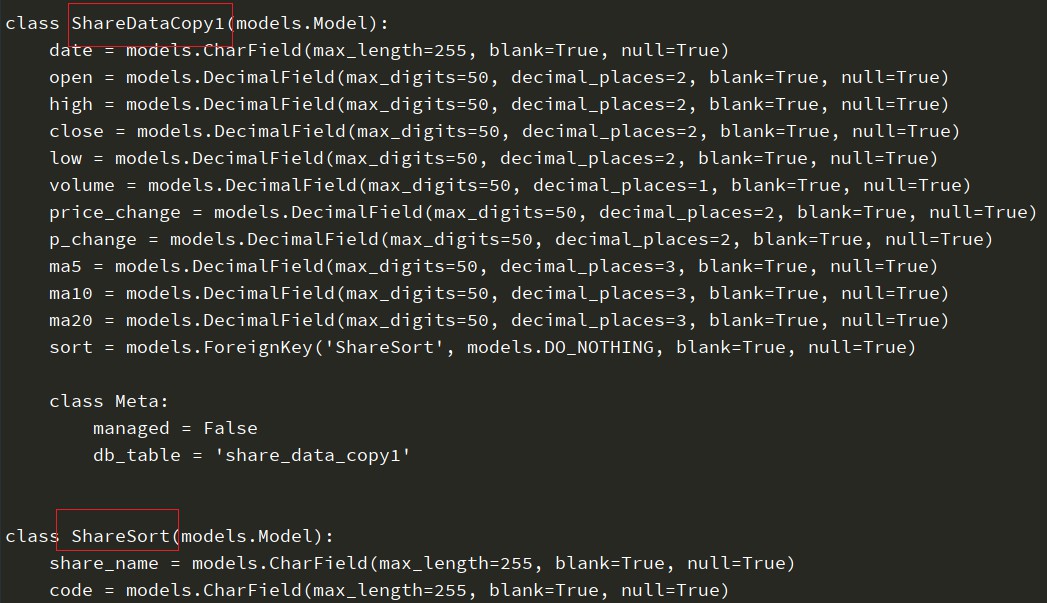 class ShareDataCopy1(models.Model):
    date = models.CharField(max_length=255, blank=True, null=True)
    open = models.DecimalField(max_digits=50, decimal_places=2, blank=True, null=True)
    high = models.DecimalField(max_digits=50, decimal_places=2, blank=True, null=True)
    close = models.DecimalField(max_digits=50, decimal_places=2, blank=True, null=True)
    low = models.DecimalField(max_digits=50, decimal_places=2, blank=True, null=True)
    volume = models.DecimalField(max_digits=50, decimal_places=1, blank=True, null=True)
    price_change = models.DecimalField(max_digits=50, decimal_places=2, blank=True, null=True)
    p_change = models.DecimalField(max_digits=50, decimal_places=2, blank=True, null=True)
    ma5 = models.DecimalField(max_digits=50, decimal_places=3, blank=True, null=True)
    ma10 = models.DecimalField(max_digits=50, decimal_places=3, blank=True, null=True)
    ma20 = models.DecimalField(max_digits=50, decimal_places=3, blank=True, null=True)
    sort = models.ForeignKey('ShareSort', models.DO_NOTHING, blank=True, null=True)
    class Meta:
        managed = False
        db_table = 'share_data_copy1'
class ShareSort(models.Model):
    share_name = models.CharField(max_length=255, blank=True, null=True)
    code = models.CharField(max_length=255, blank=True, null=True)